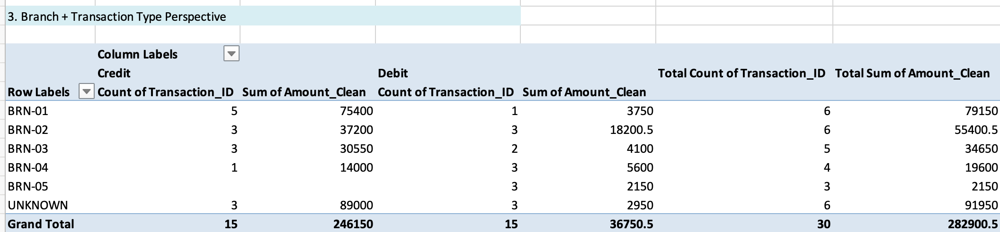 3. Branch + Transaction Type Perspective
Column Labels
Credit Debit Total Count of Transaction_ID Total Sum of Amount_Clean
Row Labels Count of Transaction_ID Sum of Amount_Clean Count of Transaction_ID Sum of Amount_Clean
BRN-01 5 75400 1 3750 6 79150
BRN-02 3 37200 3 18200.5 6 55400.5
BRN-03 3 30550 2 4100 5 34650
BRN-04 1 14000 3 5600 4 19600
BRN-05 3 2150 3 2150
UNKNOWN 3 89000 3 2950 6 91950
Grand Total 15 246150 15 36750.5 30 282900.5